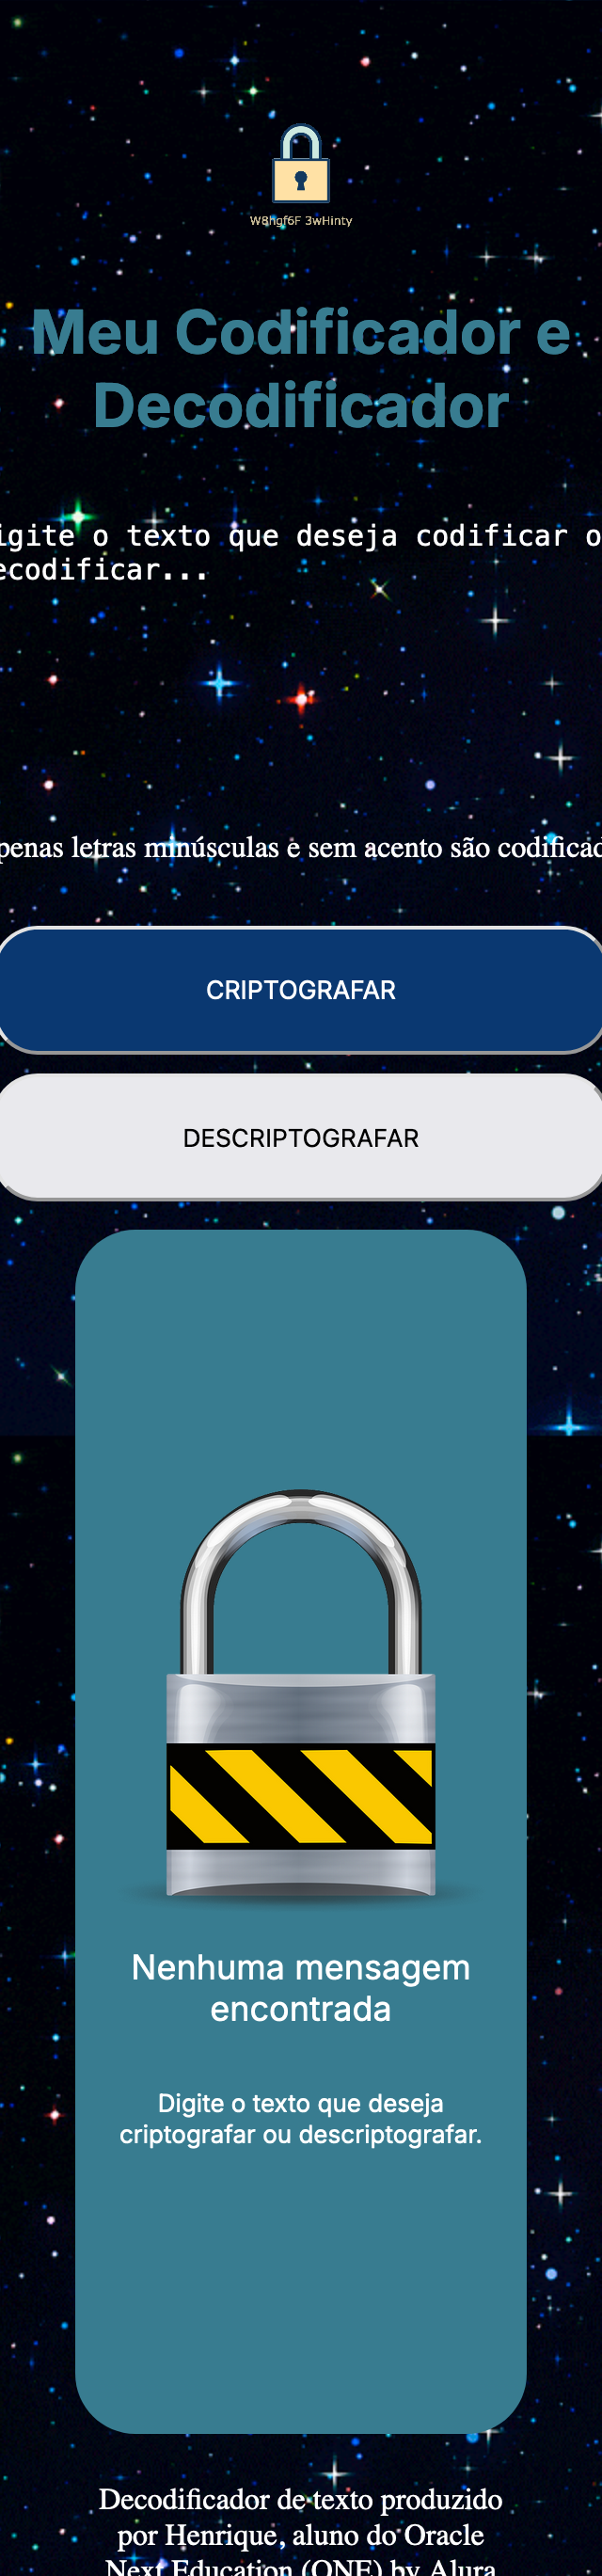 W8hgf6F 3wHinty
Meu Codificador e
Decodificador
igite o texto que deseja codificar o
ecodificar...
penas letras minúsculas e sem acento são codificad
CRIPTOGRAFAR
DESCRIPTOGRAFAR
Nenhuma mensagem
encontrada
Digite o texto que deseja
criptografar ou descriptografar.
Decodificador de texto produzido
por Henrique, aluno do Oracle
Next Education (ONE) by Alura